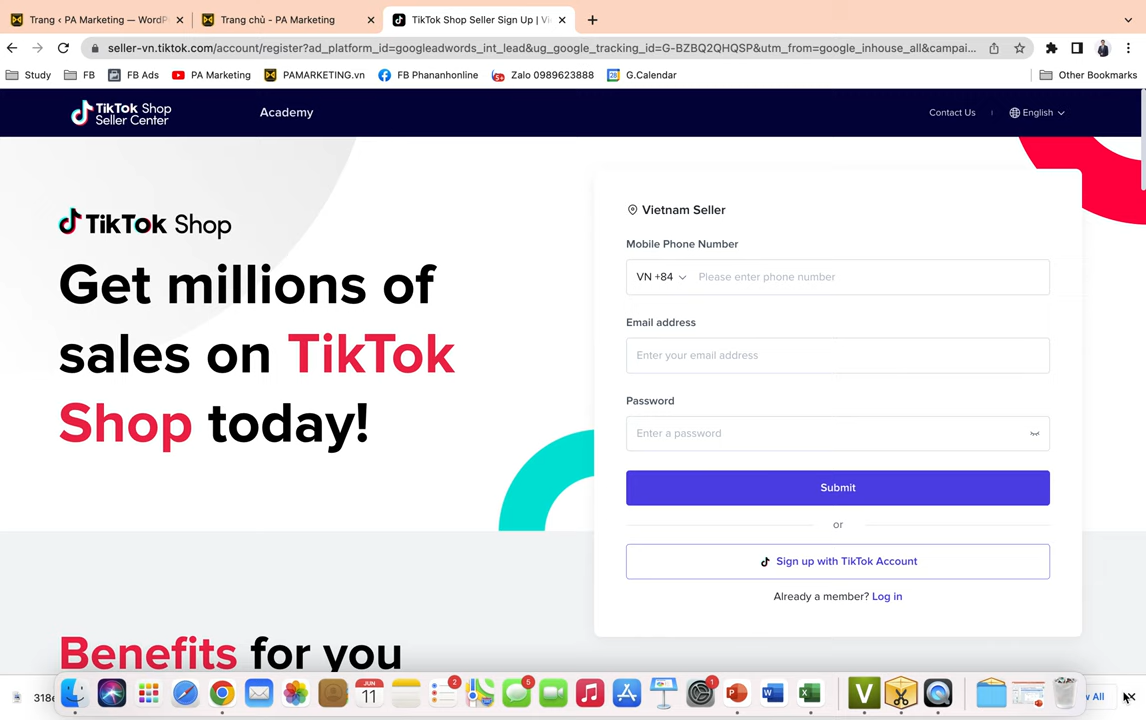 Trang ‹ PA Marketing — WordP
Trang chủ - PA Marketing
TikTok Shop Seller Sign Up | Vi
seller-vn.tiktok.com/account/register?ad_platform_id=googleadwords_int_lead&ug_google_tracking_id=G-BZBQ2QHQSP&utm_from=google_inhouse_all&campai...
Study
FB
FB Ads
PA Marketing
PAMARKETING.vn
FB Phananhonline
Zalo 0989623888
G.Calendar
Other Bookmarks
TikTok Shop
Seller Center
Academy
Contact Us
English
TikTok Shop
Get millions of
sales on TikTok
Shop today!
Vietnam Seller
Mobile Phone Number
VN +84
Please enter phone number
Email address
Enter your email address
Password
Enter a password
Submit
or
Sign up with TikTok Account
Already a member? Log in
Benefits for you
318e
JUN
11
2
5
1
All